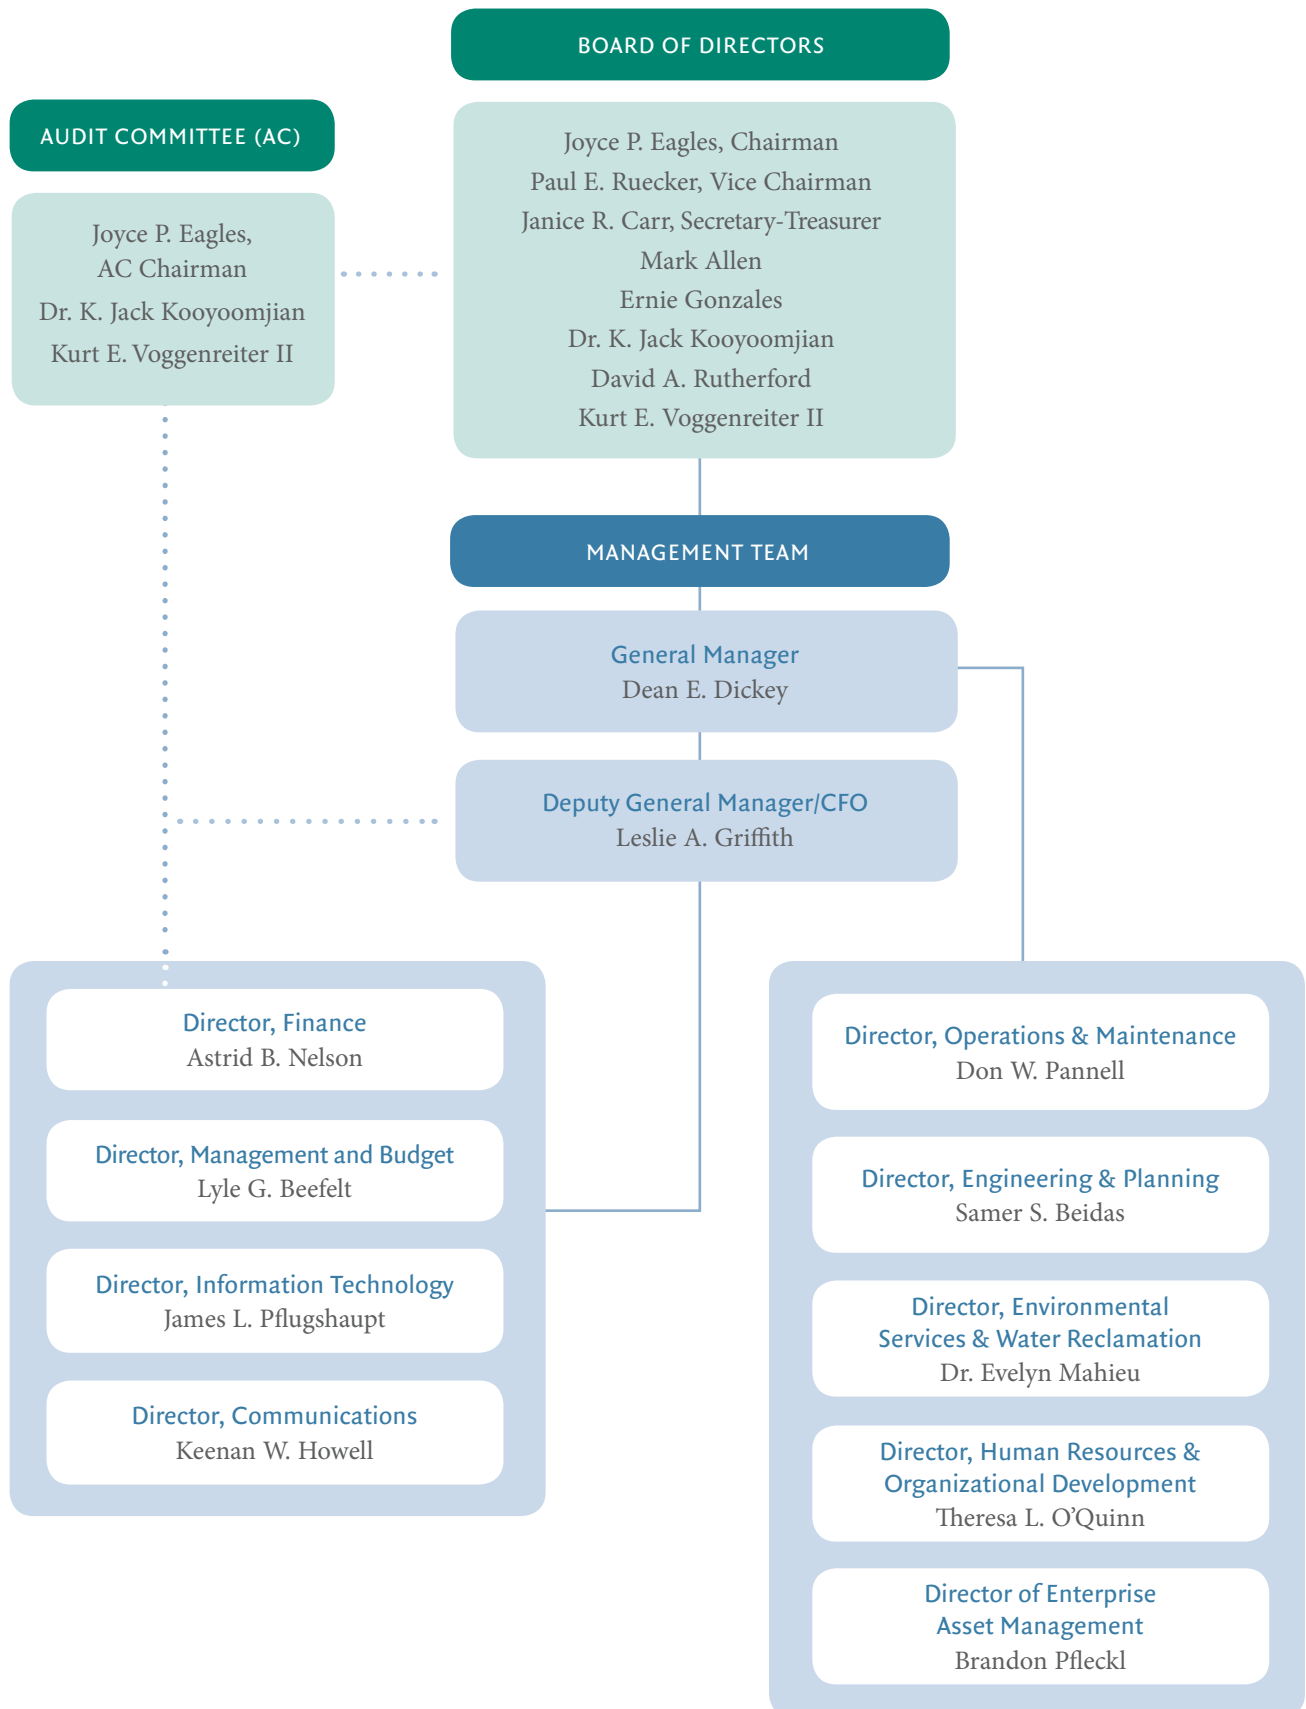 BOARD OF DIRECTORS
Joyce P. Eagles, Chairman
Paul E. Ruecker, Vice Chairman
Janice R. Carr, Secretary-Treasurer
Mark Allen
Ernie Gonzales
Dr. K. Jack Kooyoomjian
David A. Rutherford
Kurt E. Voggenreiter II
AUDIT COMMITTEE (AC)
Joyce P. Eagles,
AC Chairman
Dr. K. Jack Kooyoomjian
Kurt E. Voggenreiter II
MANAGEMENT TEAM
General Manager
Dean E. Dickey
Deputy General Manager/CFO
Leslie A. Griffith
Director, Finance
Astrid B. Nelson
Director, Management and Budget
Lyle G. Beefelt
Director, Information Technology
James L. Pflugshaupt
Director, Communications
Keenan W. Howell
Director, Operations & Maintenance
Don W. Pannell
Director, Engineering & Planning
Samer S. Beidas
Director, Environmental
Services & Water Reclamation
Dr. Evelyn Mahieu
Director, Human Resources &
Organizational Development
Theresa L. O’Quinn
Director of Enterprise
Asset Management
Brandon Pfleckl